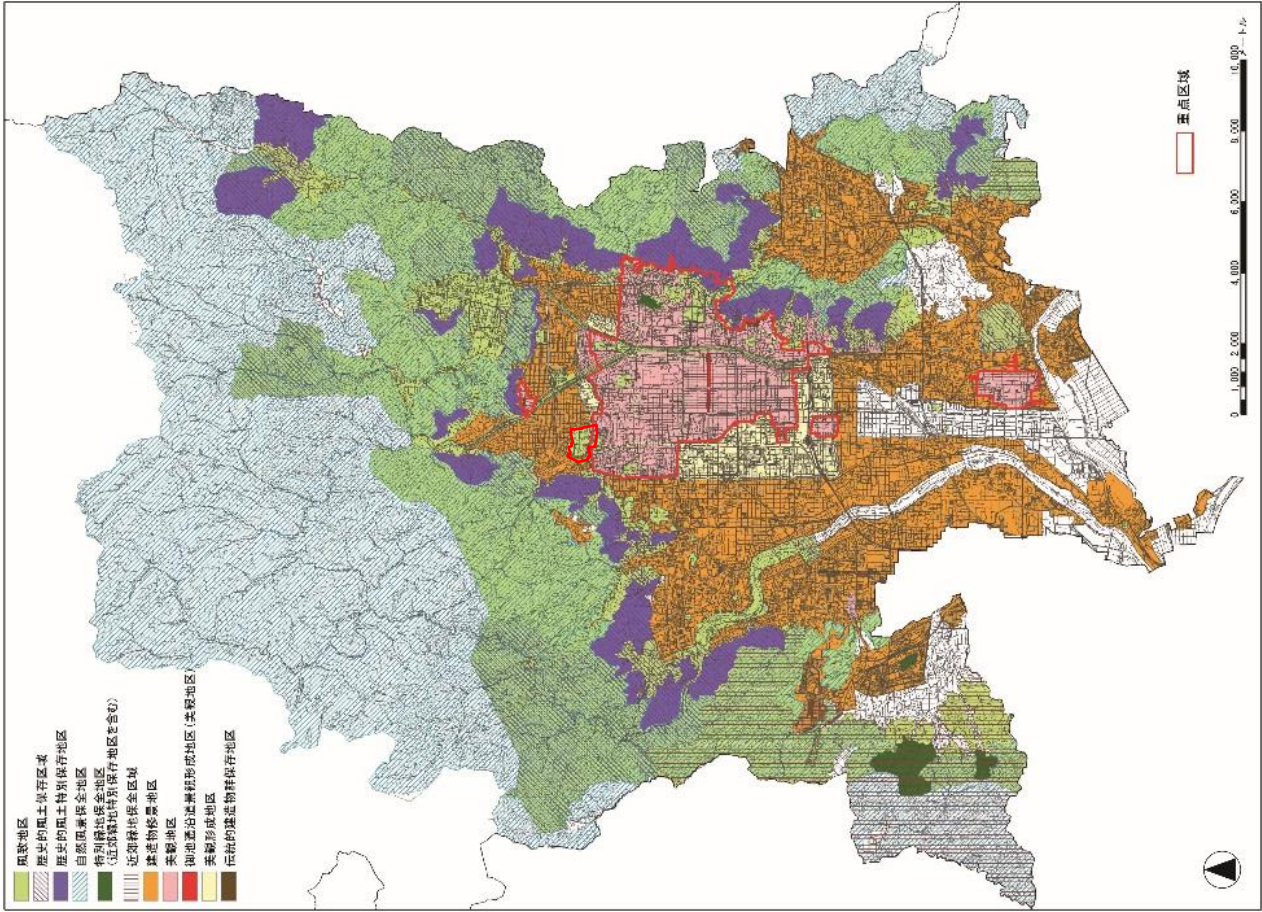 風致地区
歴史的風土保存区域
歴史的風土特別保存地区
自然風景保全地区
特別緑地保全地区
(近郊緑地特別保存地区を含む)
近郊緑地保全区域
建造物修景地区
美観地区
御池通沿道景観形成地区(美観地区)
美観形成地区
伝統的建造物群保存地区
重点区域
0 1,000 2,000 4,000 6,000 8,000 10,000
メートル